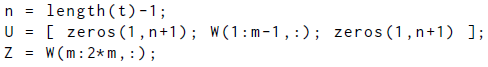 n = length(t)-1;
U = [ zeros(1,n+1); W(1:m-1,:); zeros(1,n+1) ];
Z = W(m:2*m,:);